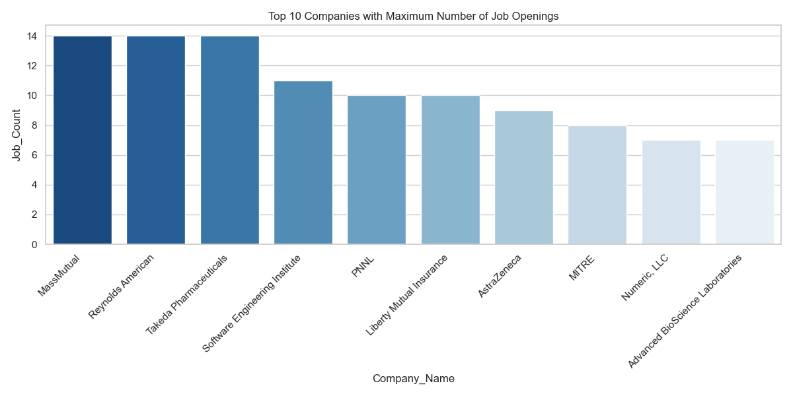 Top 10 Companies with Maximum Number of Job Openings
Job_Count
14
12
10
8
6
4
2
0
MassMutual
Reynolds American
Takeda Pharmaceuticals
Software Engineering Institute
PNNL
Liberty Mutual Insurance
AstraZeneca
MITRE
Numeric, LLC
Advanced BioScience Laboratories
Company_Name